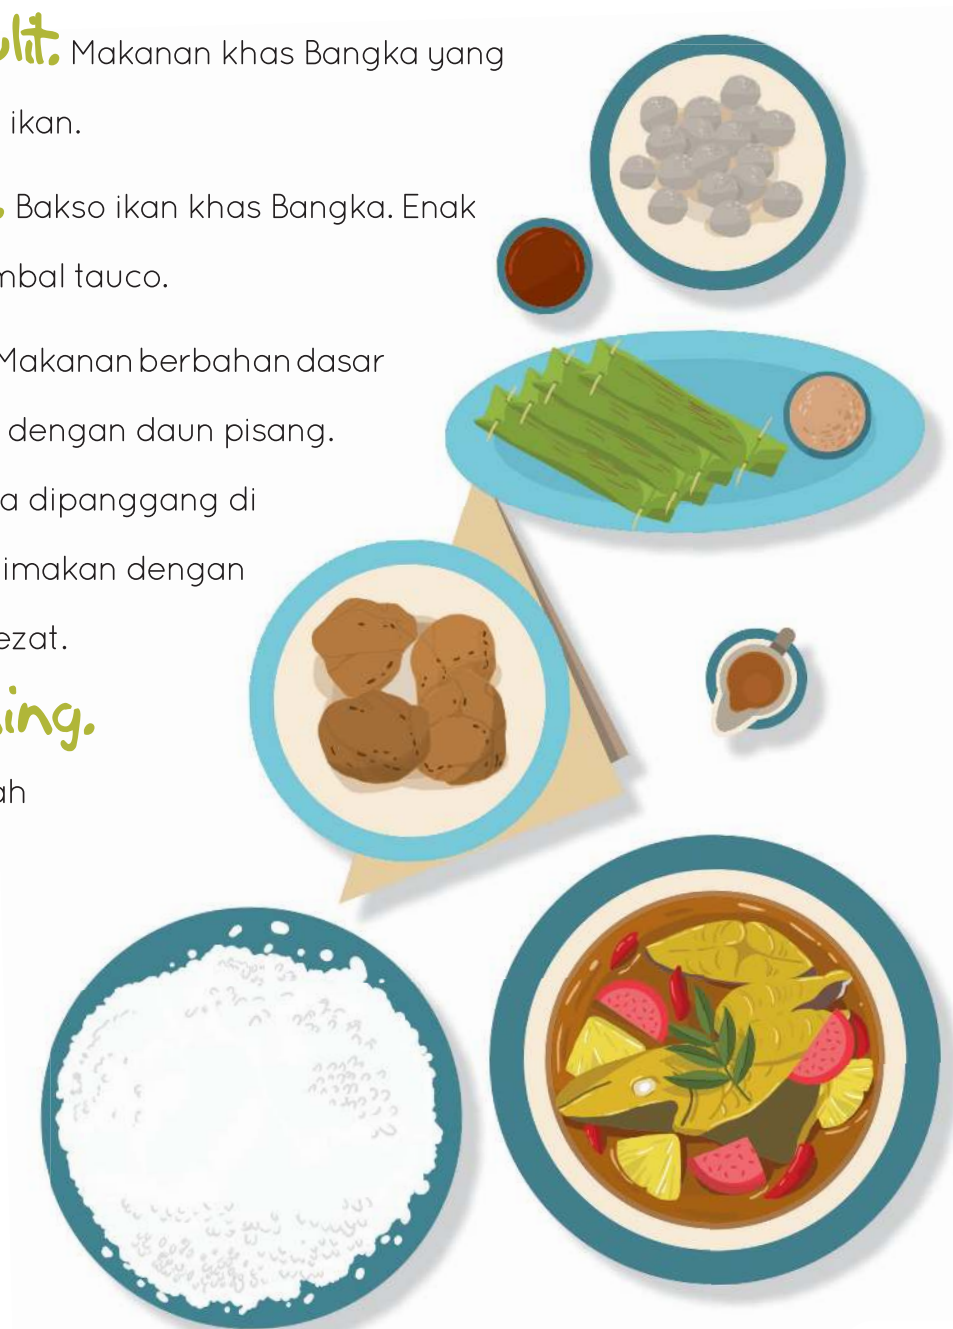 lit. Makanan khas Bangka yang
ikan.
. Bakso ikan khas Bangka. Enak
mbal tauco.
Makanan berbahan dasar
dengan daun pisang.
a dipanggang di
imakan dengan
ezat.
ing.
ah